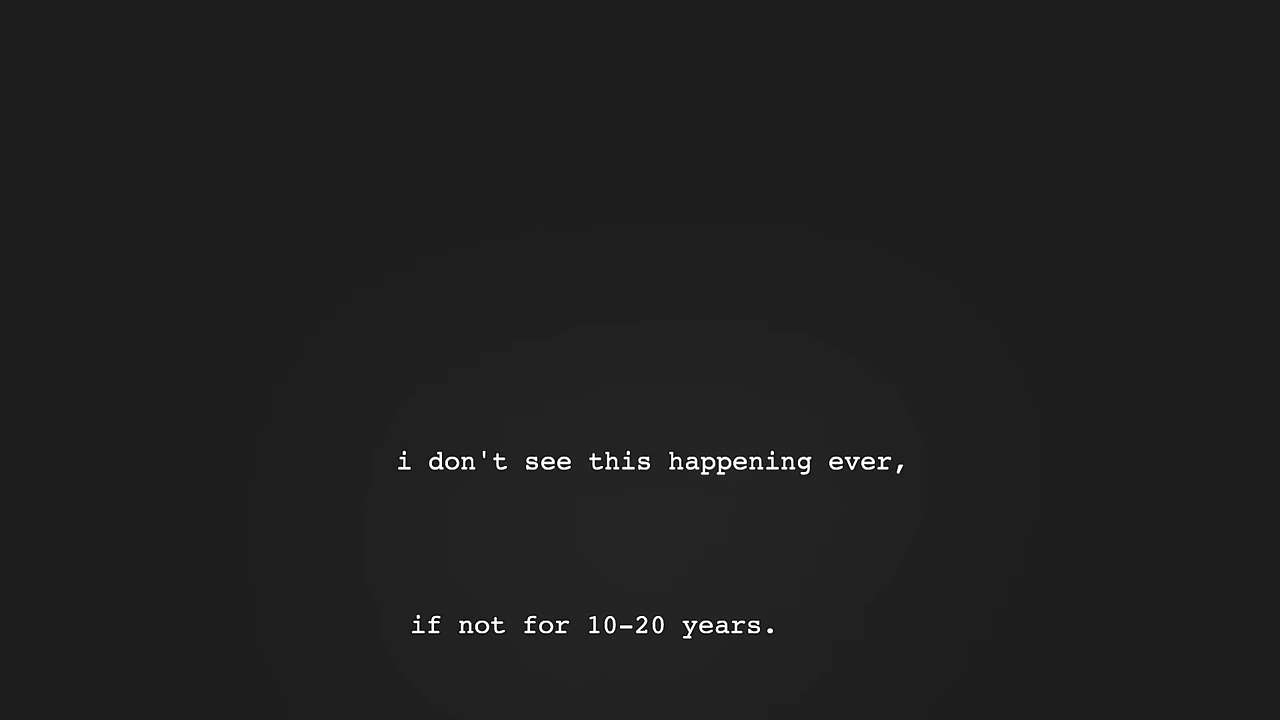 i don't see this happening ever,
if not for 10-20 years.